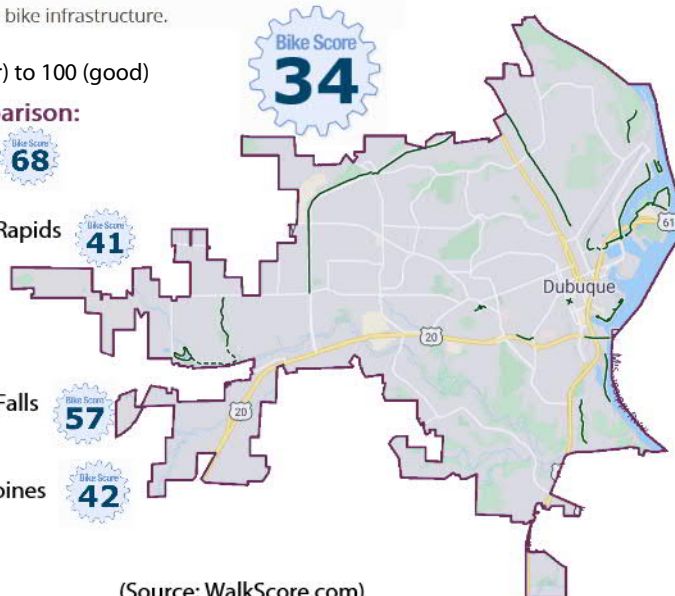 bike infrastructure.
Bike Score
34
) to 100 (good)
arison:
Bike Score
68
Rapids
Bike Score
41
61
Dubuque
20
20
Falls
Bike Score
57
oines
Bike Score
42
(Source: WalkScore.com)